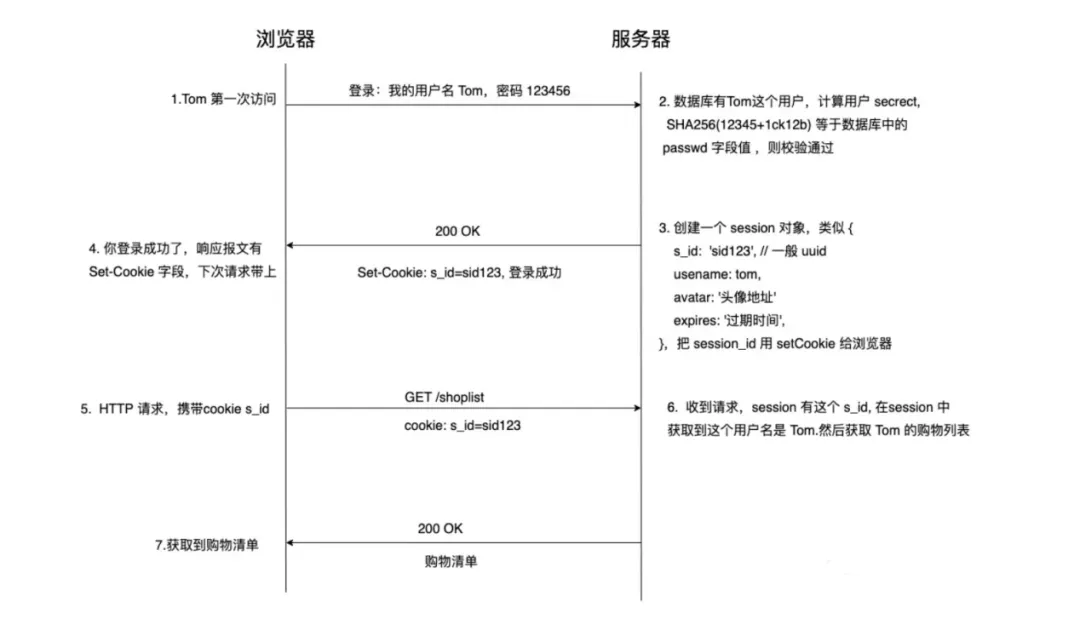 浏览器
服务器
1.Tom 第一次访问
登录：我的用户名 Tom，密码 123456
2. 数据库有Tom这个用户，计算用户 secrect,
SHA256(12345+1ck12b) 等于数据库中的
passwd 字段值 ，则校验通过
200 OK
Set-Cookie: s_id=sid123, 登录成功
3. 创建一个 session 对象，类似 {
s_id: 'sid123', // 一般 uuid
usename: tom,
avatar: '头像地址'
expires: '过期时间',
}，把 session_id 用 setCookie 给浏览器
4. 你登录成功了，响应报文有
Set-Cookie 字段，下次请求带上
5. HTTP 请求，携带cookie s_id
GET /shoplist
cookie: s_id=sid123
6. 收到请求，session 有这个 s_id, 在session 中
获取到这个用户名是 Tom.然后获取 Tom 的购物列表
200 OK
购物清单
7.获取到购物清单